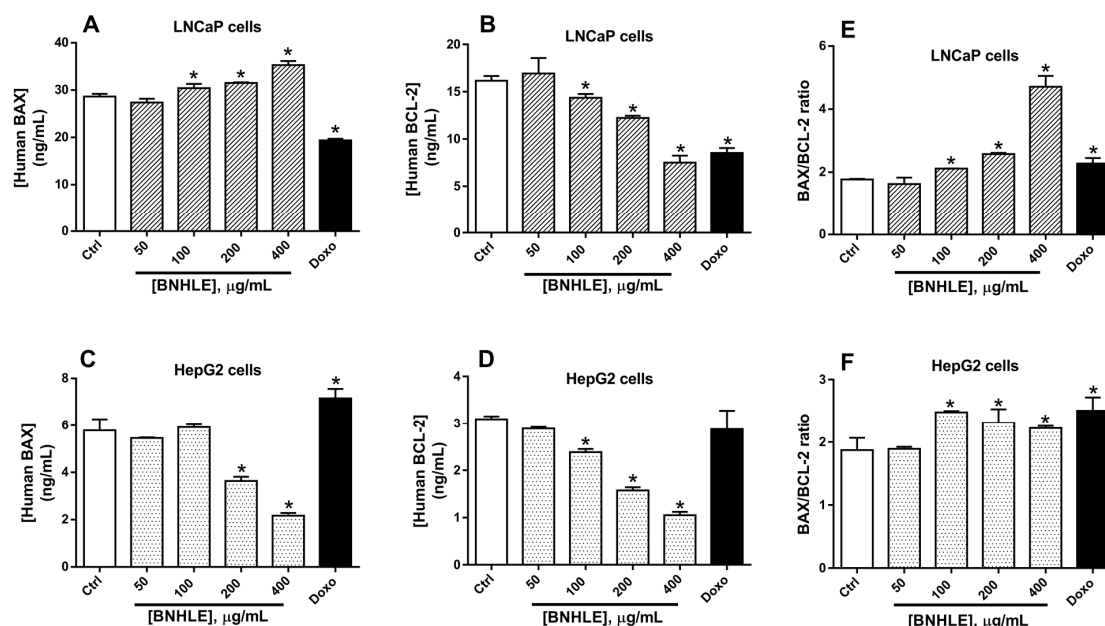 A
LNCaP cells
[Human BAX]
(ng/mL)
40
30
20
10
0
*
*
*
*
Ctrl
50
100
200
400
Doxo
[BNHLE], μg/mL
B
LNCaP cells
[Human BCL-2]
(ng/mL)
20
15
10
5
0
*
*
*
*
Ctrl
50
100
200
400
Doxo
[BNHLE], μg/mL
E
LNCaP cells
BAX/BCL-2 ratio
6
4
2
0
*
*
*
*
Ctrl
50
100
200
400
Doxo
[BNHLE], μg/mL
C
HepG2 cells
[Human BAX]
(ng/mL)
8
6
4
2
0
*
*
*
Ctrl
50
100
200
400
Doxo
[BNHLE], μg/mL
D
HepG2 cells
[Human BCL-2]
(ng/mL)
4
3
2
1
0
*
*
*
Ctrl
50
100
200
400
Doxo
[BNHLE], μg/mL
F
HepG2 cells
BAX/BCL-2 ratio
3
2
1
0
*
*
*
*
Ctrl
50
100
200
400
Doxo
[BNHLE], μg/mL